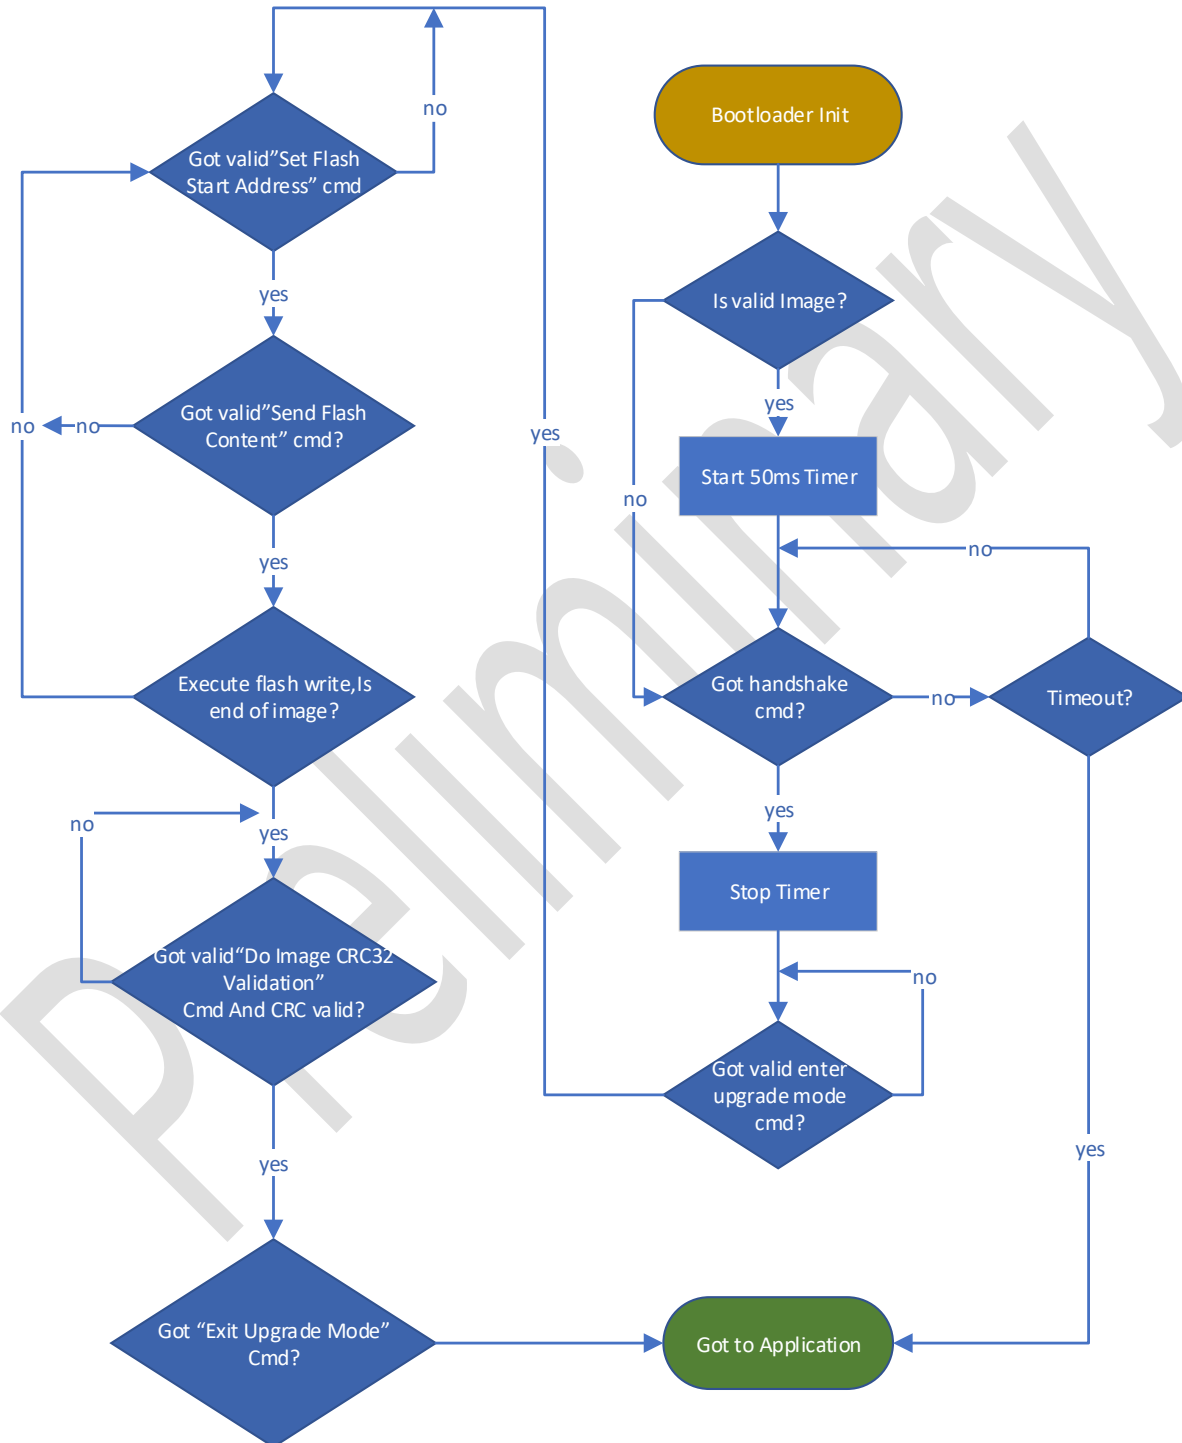 no
Got valid”Set Flash
Start Address” cmd
yes
no
no
Got valid”Send Flash
Content” cmd?
yes
Execute flash write,Is
end of image?
no
yes
Got valid“Do Image CRC32
Validation”
Cmd And CRC valid?
yes
Got “Exit Upgrade Mode”
Cmd?
yes
Bootloader Init
Is valid Image?
yes
Start 50ms Timer
no
no
Got handshake
cmd?
no
Timeout?
yes
Stop Timer
no
Got valid enter
upgrade mode
cmd?
yes
Got to Application
Preliminary